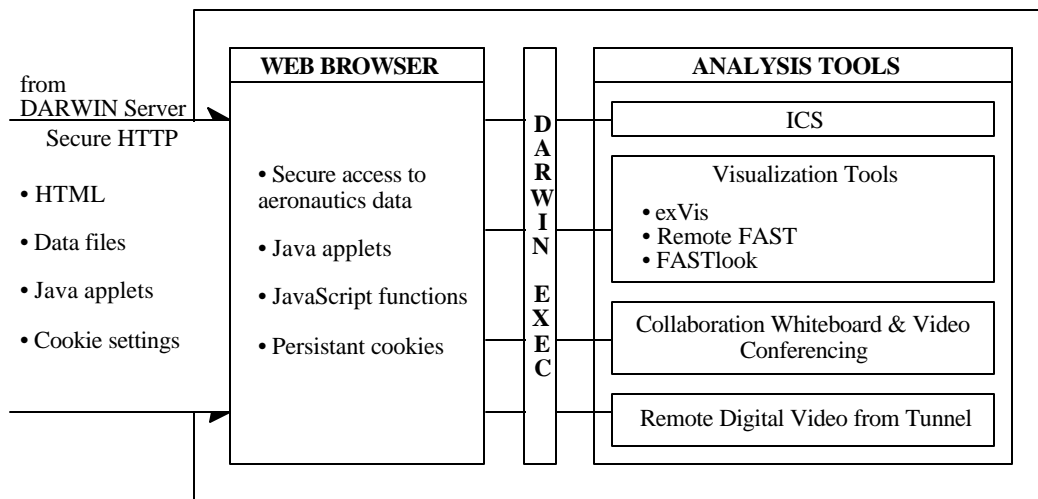 from
DARWIN Server
Secure HTTP
• HTML
• Data files
• Java applets
• Cookie settings
WEB BROWSER
• Secure access to
aeronautics data
• Java applets
• JavaScript functions
• Persistant cookies
DARWIN EXEC
ANALYSIS TOOLS
ICS
Visualization Tools
• exVis
• Remote FAST
• FASTlook
Collaboration Whiteboard & Video
Conferencing
Remote Digital Video from Tunnel